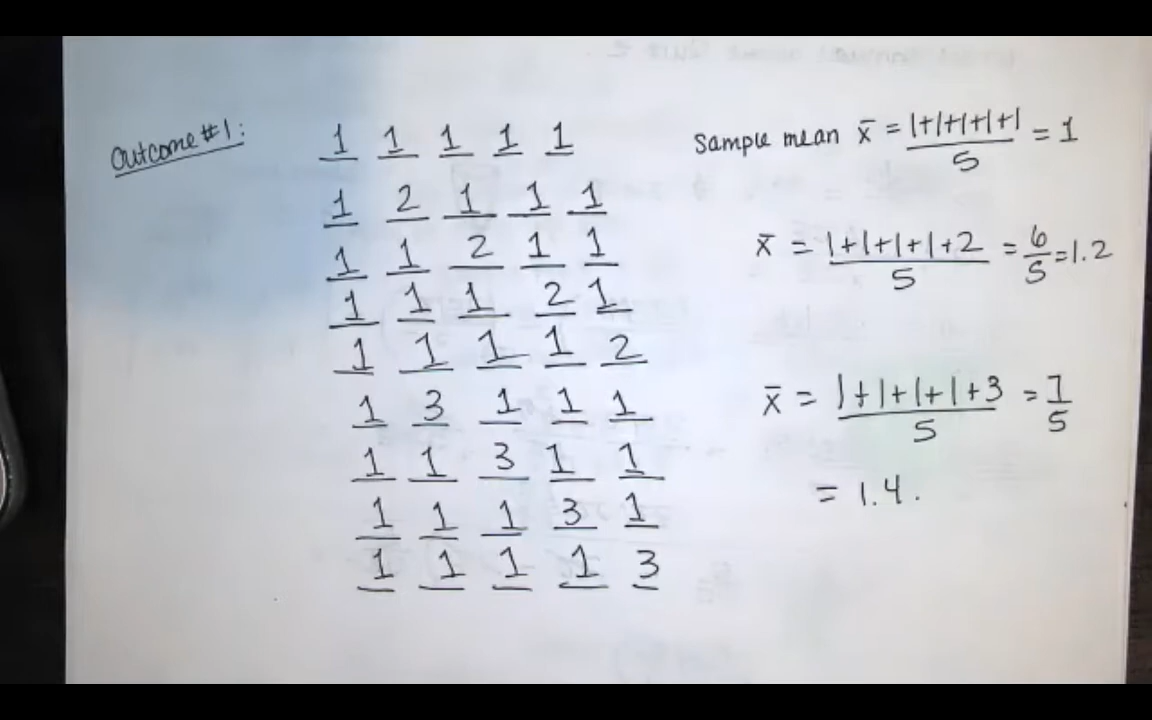 Outcome #1: 1 1 1 1 1 Sample mean x̄ = 1+1+1+1+1 / 5 = 1
1 2 1 1 1
1 1 2 1 1 x̄ = 1+1+1+1+2 / 5 = 6/5 = 1.2
1 1 1 2 1
1 1 1 1 2
1 3 1 1 1 x̄ = 1+1+1+1+3 / 5 = 7/5
1 1 3 1 1
= 1.4.
1 1 1 3 1
1 1 1 1 3